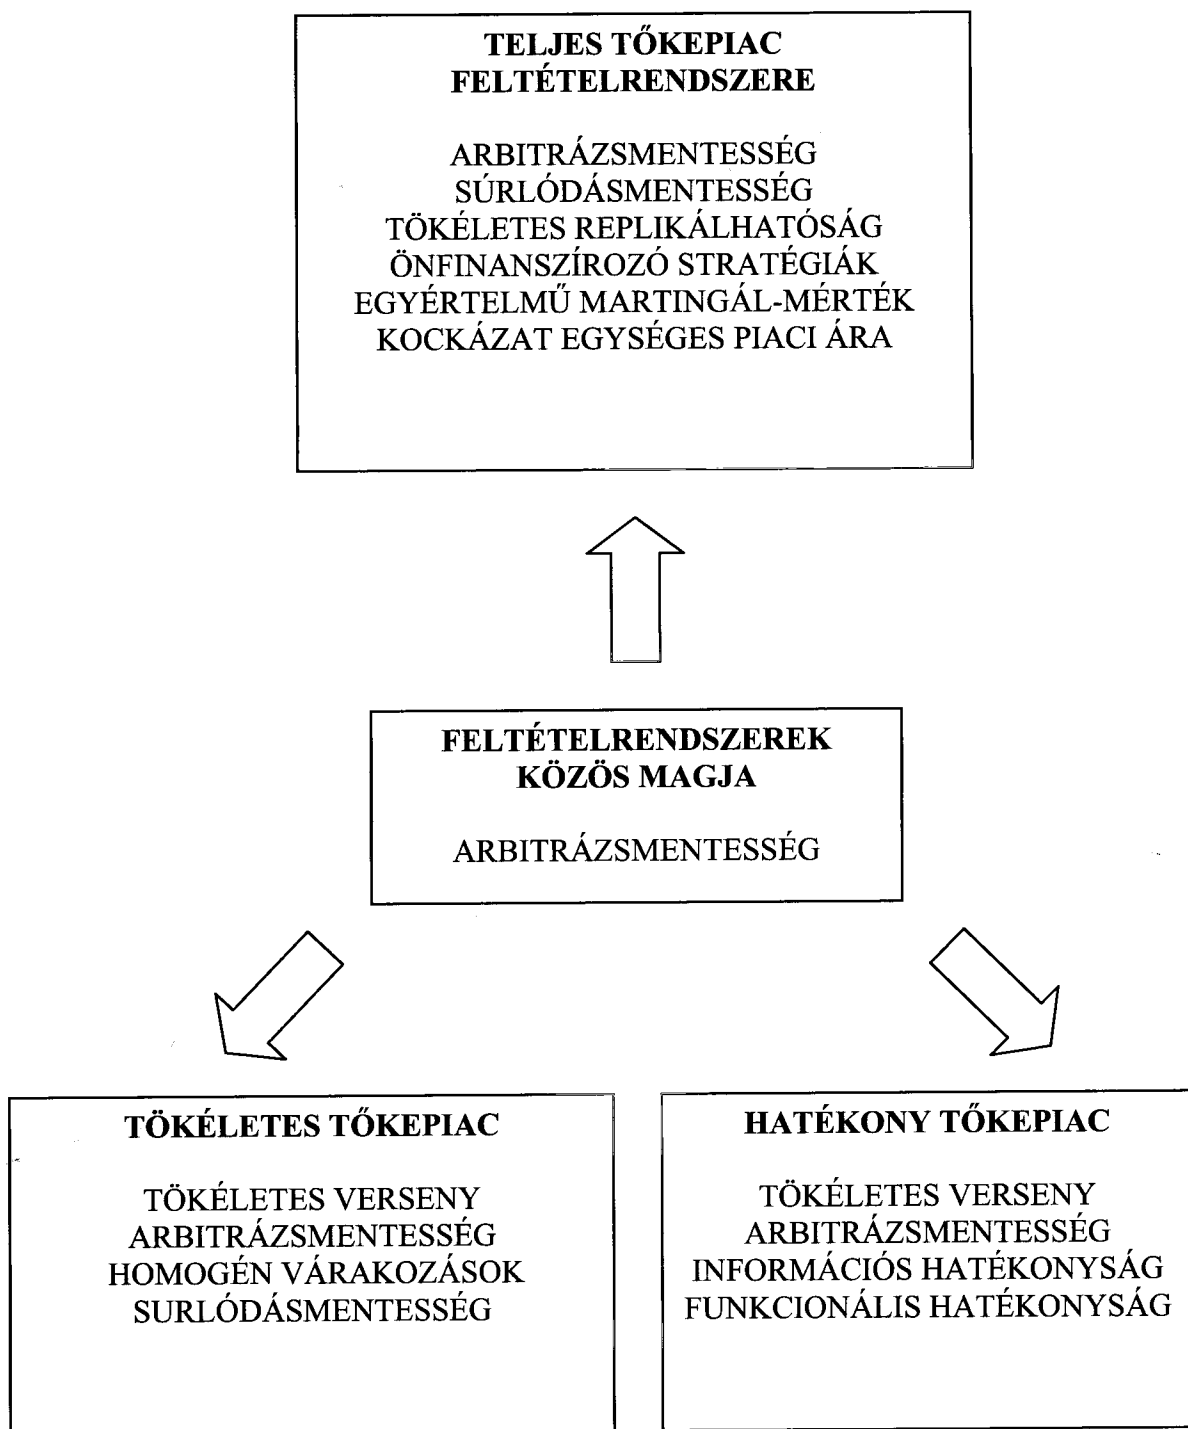 TELJES TŐKEPIAC
FELTÉTELRENDSZERE
ARBITRÁZSMENTESSÉG
SÚRLÓDÁSMENTESSÉG
TÖKÉLETES REPLIKÁLHATÓSÁG
ÖNFINANSZÍROZÓ STRATÉGIÁK
EGYÉRTELMŰ MARTINGÁL-MÉRTÉK
KOCKÁZAT EGYSÉGES PIACI ÁRA
FELTÉTELRENDSZEREK
KÖZÖS MAGJA
ARBITRÁZSMENTESSÉG
TÖKÉLETES TŐKEPIAC
TÖKÉLETES VERSENY
ARBITRÁZSMENTESSÉG
HOMOGÉN VÁRAKOZÁSOK
SURLÓDÁSMENTESSÉG
HATÉKONY TŐKEPIAC
TÖKÉLETES VERSENY
ARBITRÁZSMENTESSÉG
INFORMÁCIÓS HATÉKONYSÁG
FUNKCIONÁLIS HATÉKONYSÁG